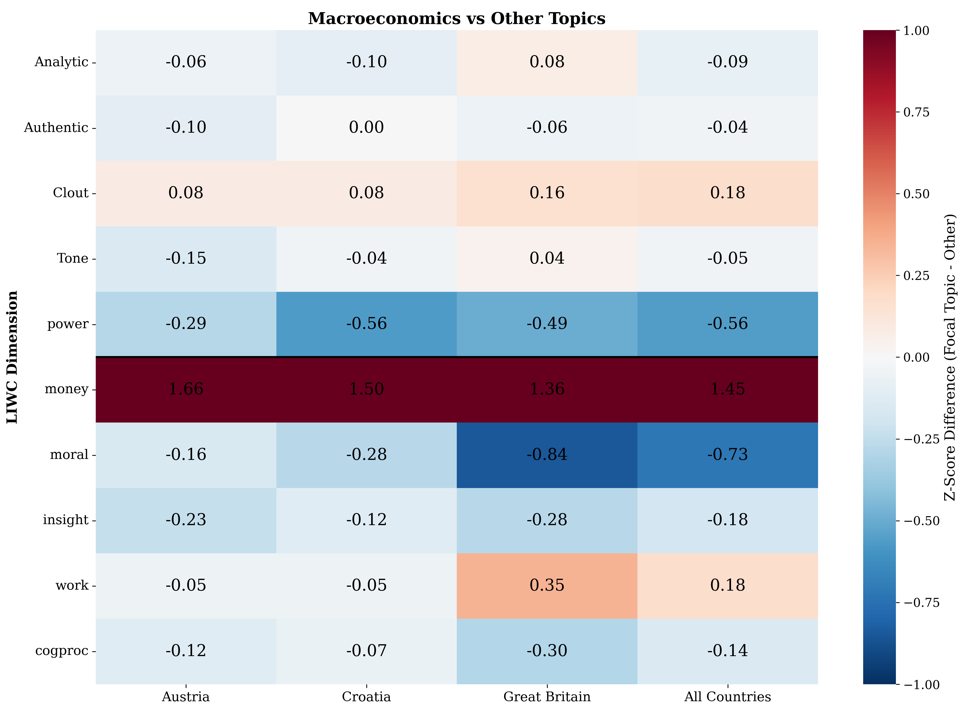 Macroeconomics vs Other Topics
LIWC Dimension
Analytic -0.06 -0.10 0.08 -0.09
Authentic -0.10 0.00 -0.06 -0.04
Clout 0.08 0.08 0.16 0.18
Tone -0.15 -0.04 0.04 -0.05
power -0.29 -0.56 -0.49 -0.56
money 1.66 1.50 1.36 1.45
moral -0.16 -0.28 -0.84 -0.73
insight -0.23 -0.12 -0.28 -0.18
work -0.05 -0.05 0.35 0.18
cogproc -0.12 -0.07 -0.30 -0.14
Austria Croatia Great Britain All Countries
1.00
0.75
0.50
0.25
0.00
−0.25
−0.50
−0.75
−1.00
Z-Score Difference (Focal Topic - Other)